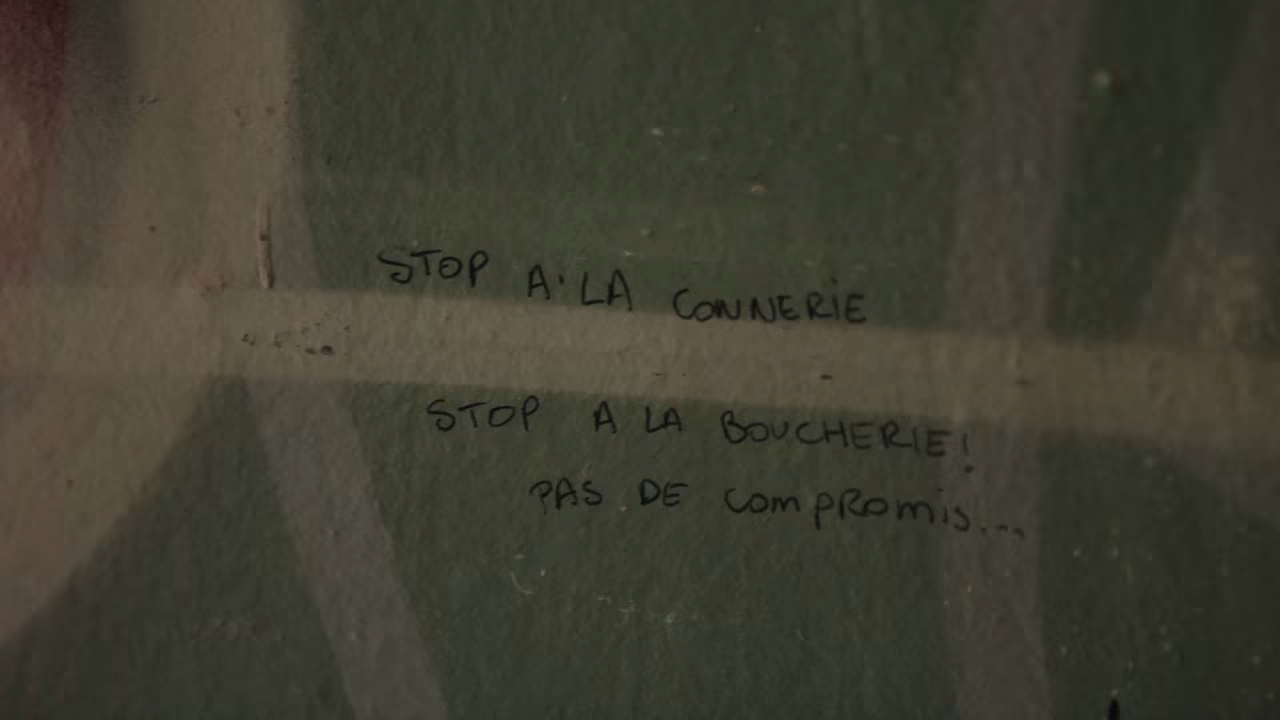 STOP A LA CONNERIE
STOP A LA BOUCHERIE!
PAS DE COMPROMIS...